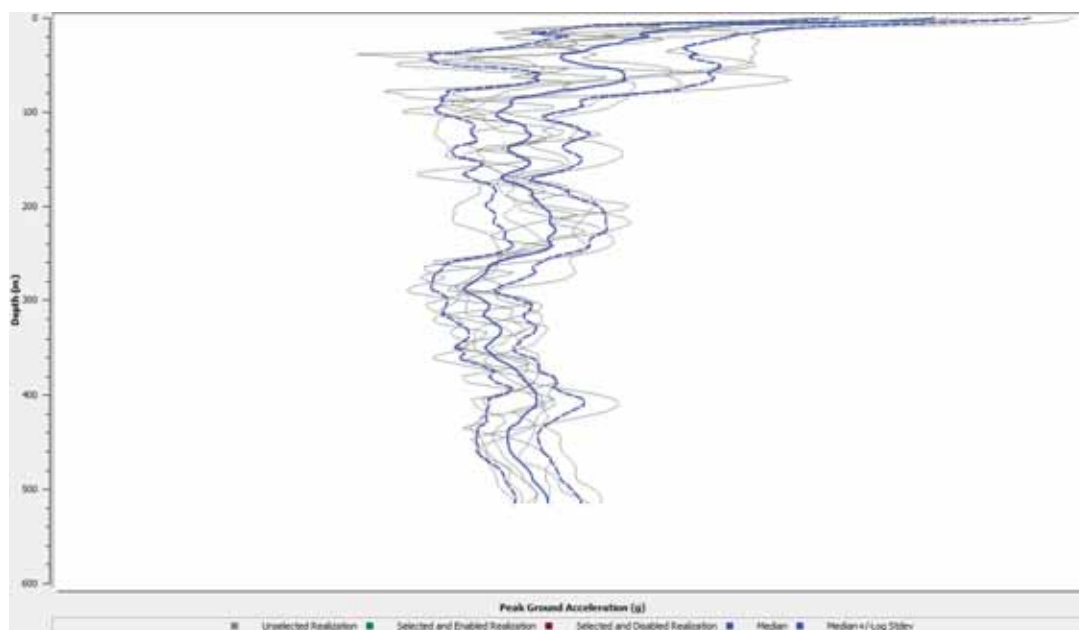 0
100
200
300
400
500
600
Depth (m)
Peak Ground Acceleration (g)
Unselected Realization Selected and Enabled Realization Selected and Disabled Realization Median Median+/-Log Stdev